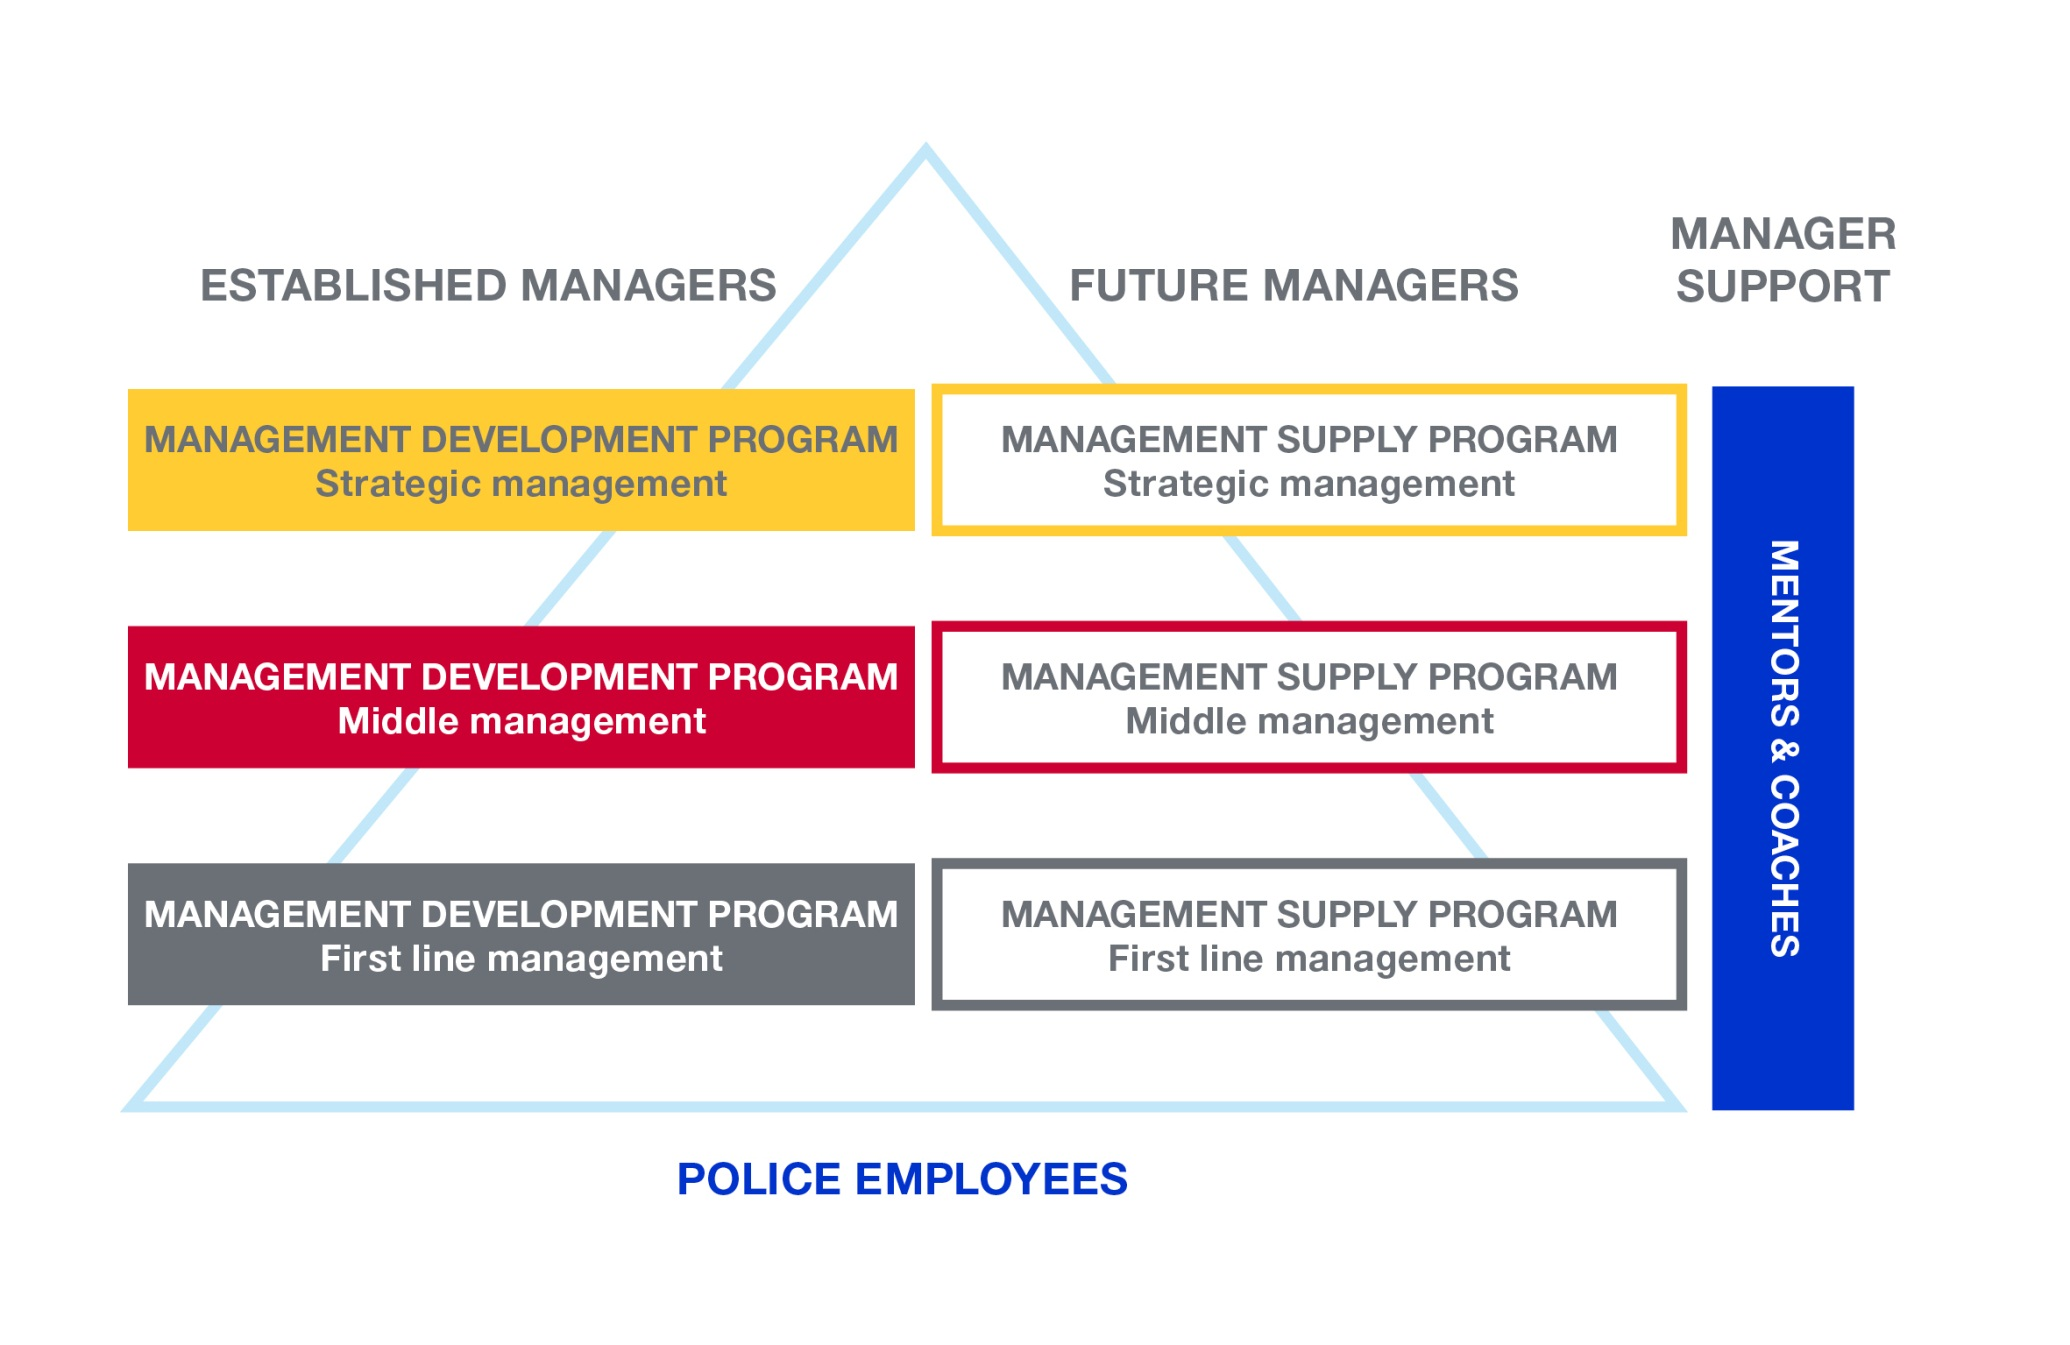 ESTABLISHED MANAGERS
FUTURE MANAGERS
MANAGER
SUPPORT
MANAGEMENT DEVELOPMENT PROGRAM
Strategic management
MANAGEMENT SUPPLY PROGRAM
Strategic management
MANAGEMENT DEVELOPMENT PROGRAM
Middle management
MANAGEMENT SUPPLY PROGRAM
Middle management
MANAGEMENT DEVELOPMENT PROGRAM
First line management
MANAGEMENT SUPPLY PROGRAM
First line management
MENTORS & COACHES
POLICE EMPLOYEES